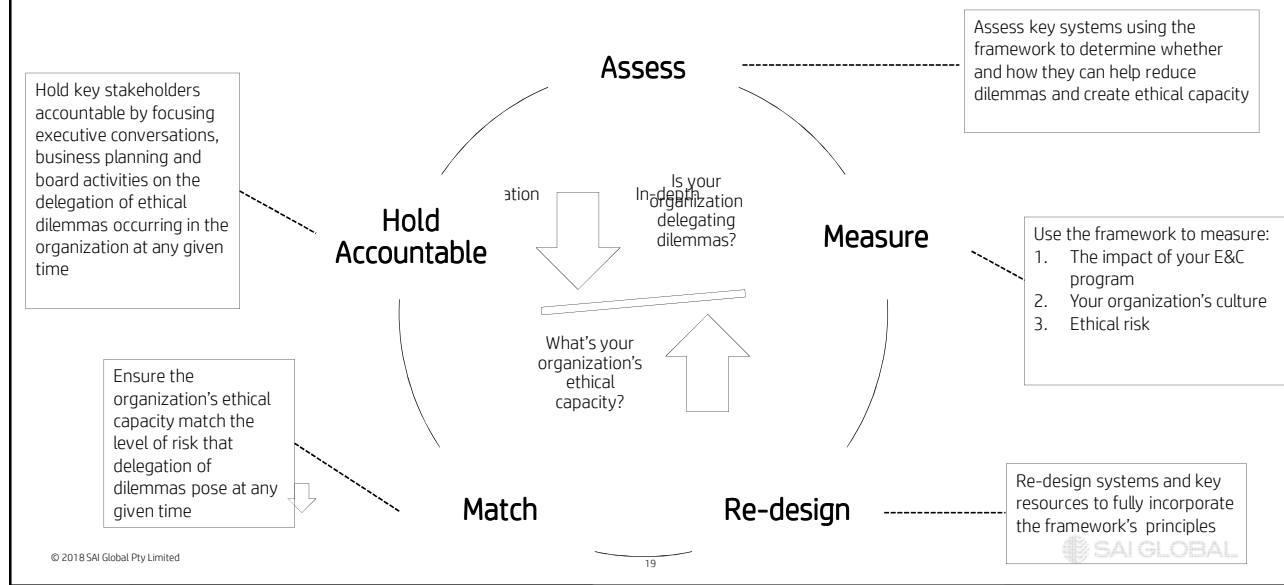 Assess
Assess key systems using the
framework to determine whether
and how they can help reduce
dilemmas and create ethical capacity
Hold key stakeholders
accountable by focusing
executive conversations,
business planning and
board activities on the
delegation of ethical
dilemmas occurring in the
organization at any given
time
Hold
Accountable
ation
In-depth
Is your
organization
delegating
dilemmas?
Measure
Use the framework to measure:
1. The impact of your E&C
program
2. Your organization's culture
3. Ethical risk
What's your
organization's
ethical
capacity?
Ensure the
organization's ethical
capacity match the
level of risk that
delegation of
dilemmas pose at any
given time
Match
Re-design
Re-design systems and key
resources to fully incorporate
the framework's principles
SAI GLOBAL
© 2018 SAI Global Pty Limited
19